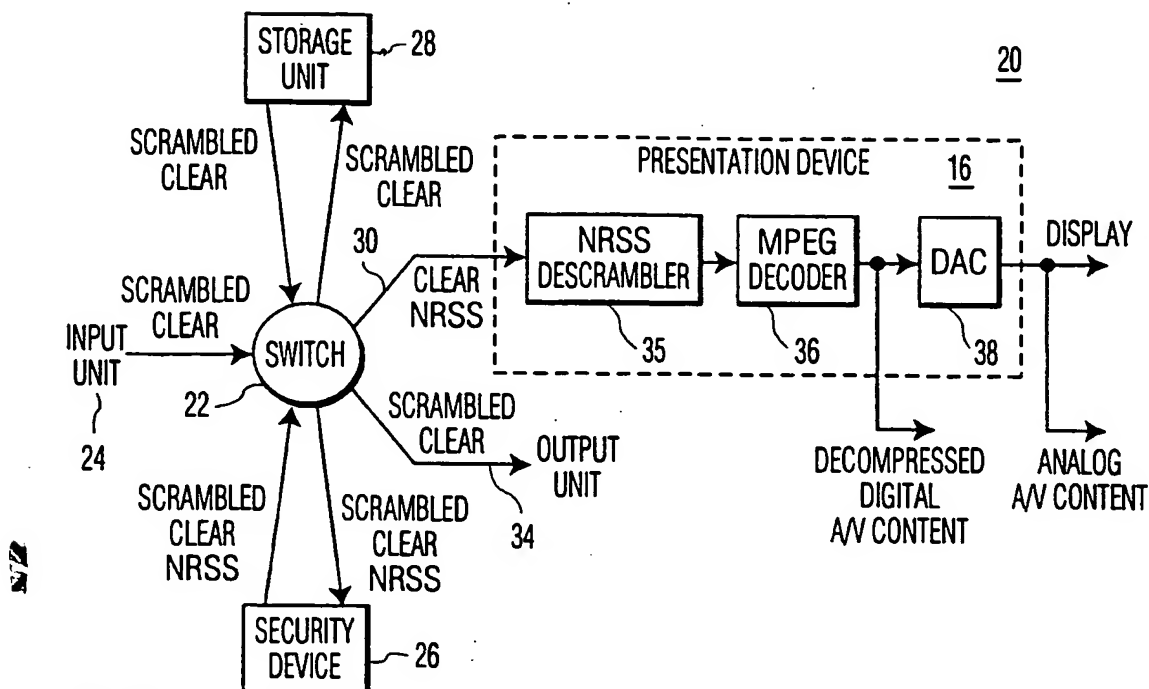 STORAGE
UNIT
28
20
SCRAMBLED
CLEAR
SCRAMBLED
CLEAR
PRESENTATION DEVICE
16
30
NRSS
DESCRAMBLER
MPEG
DECODER
DAC
DISPLAY
CLEAR
NRSS
35
36
38
SCRAMBLED
CLEAR
INPUT
UNIT
24
SWITCH
22
SCRAMBLED
CLEAR
OUTPUT
UNIT
34
DECOMPRESSED
DIGITAL
A/V CONTENT
ANALOG
A/V CONTENT
SCRAMBLED
CLEAR
NRSS
SCRAMBLED
CLEAR
NRSS
SECURITY
DEVICE
26